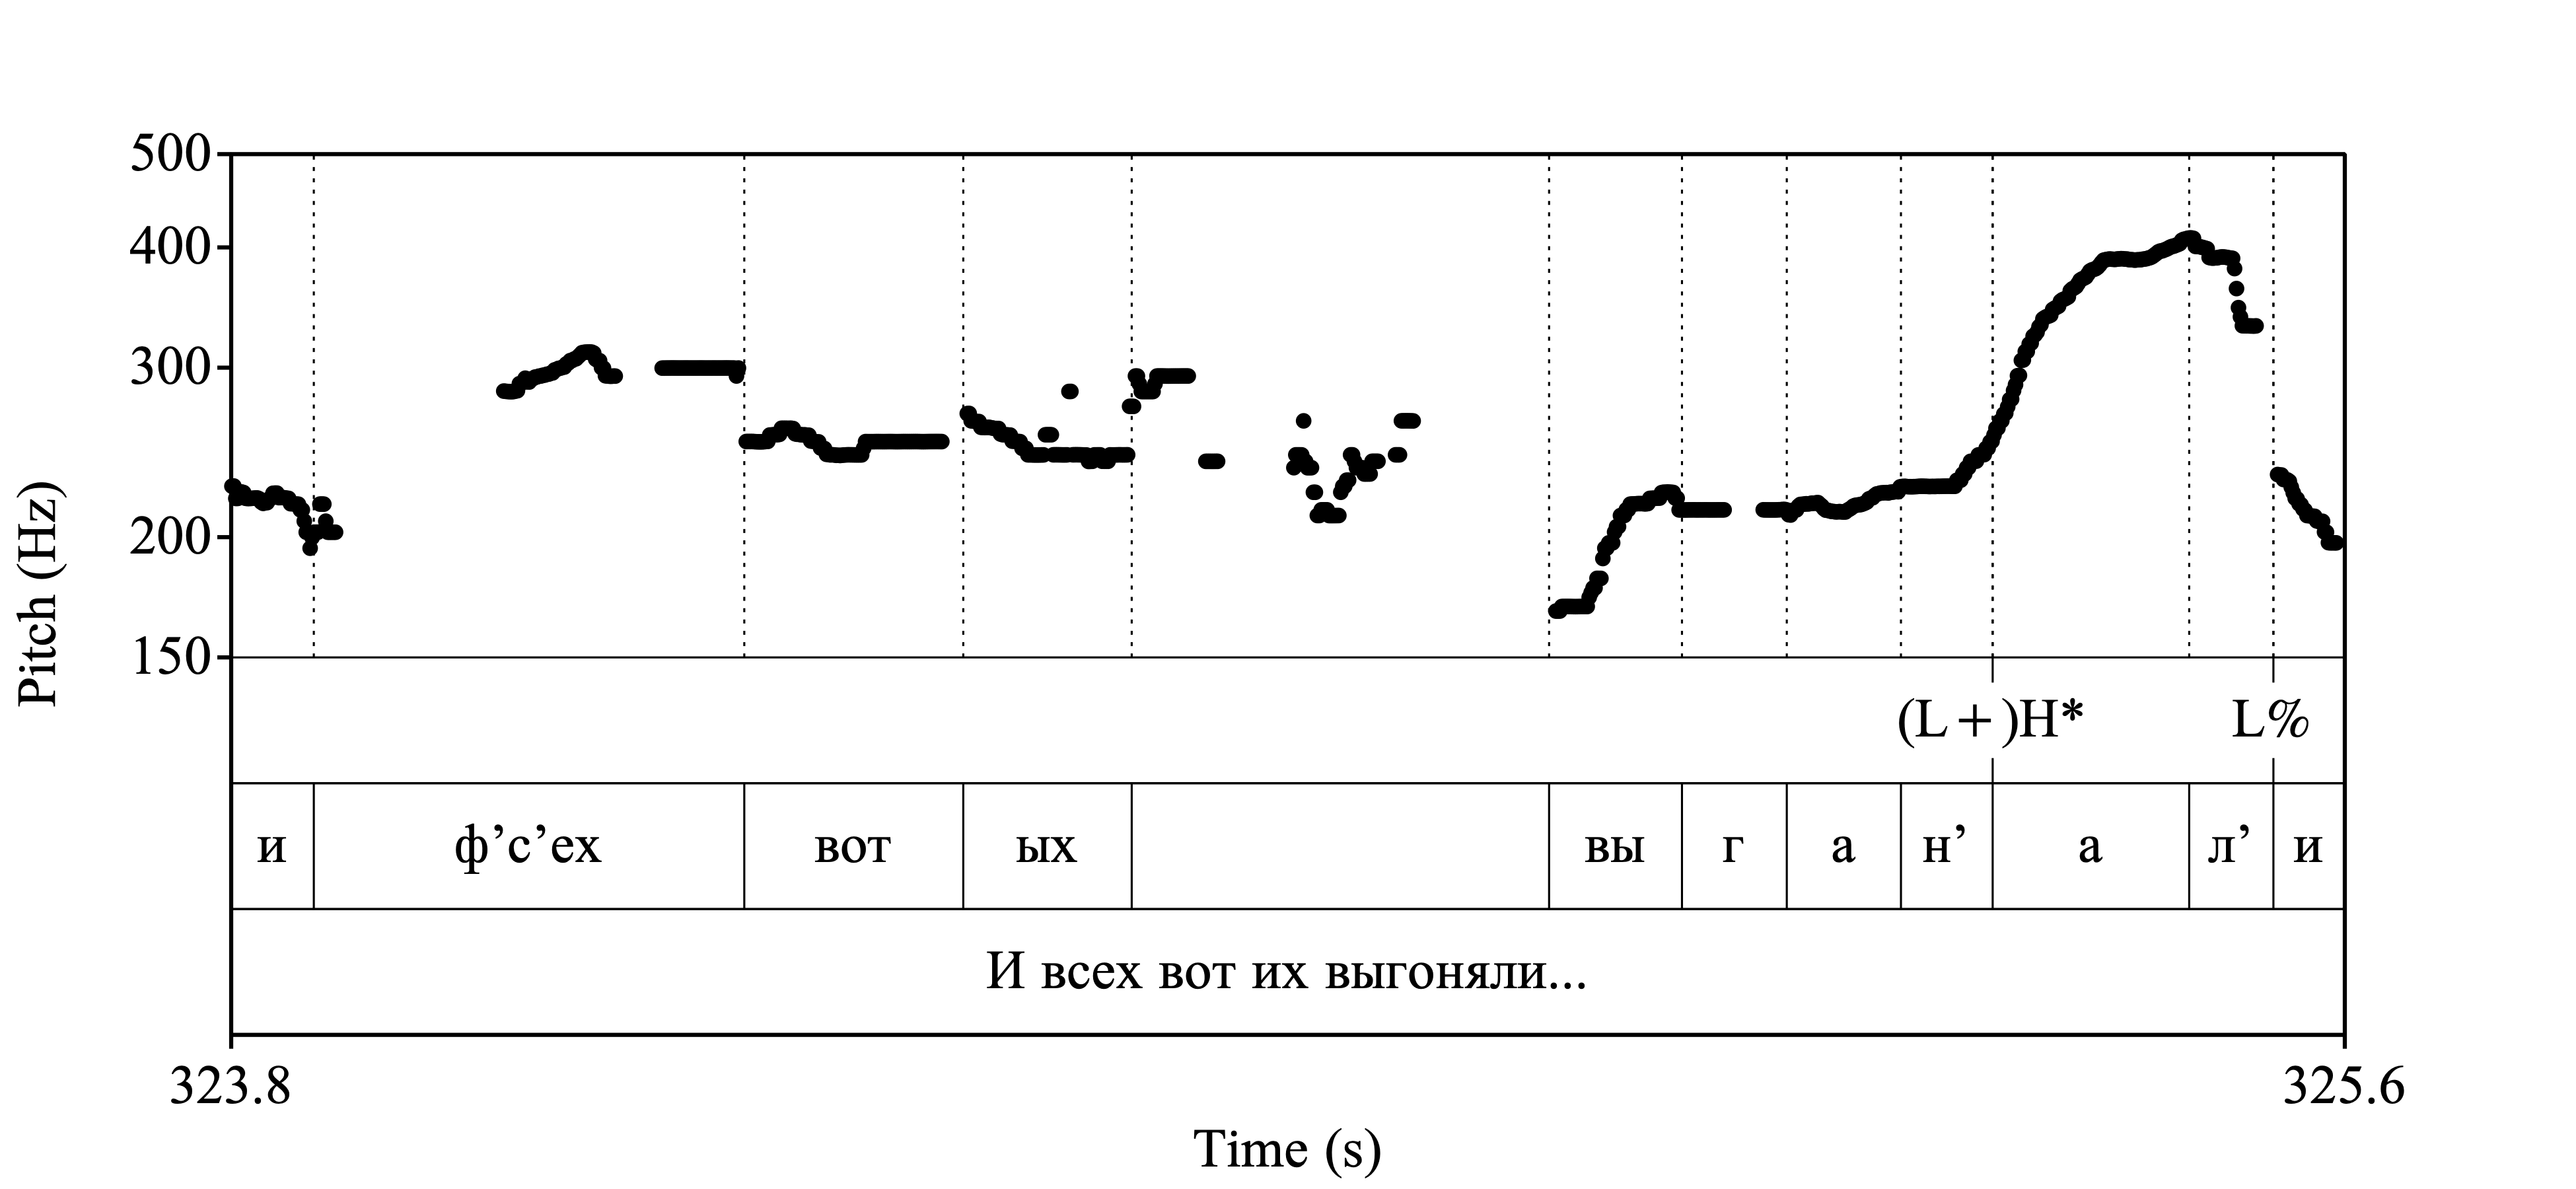 500
400
300
200
150
Pitch (Hz)
(L+)H* L%
и ф’с’ех вот ых вы г а н’ а л’ и
И всех вот их выгоняли...
323.8 325.6
Time (s)